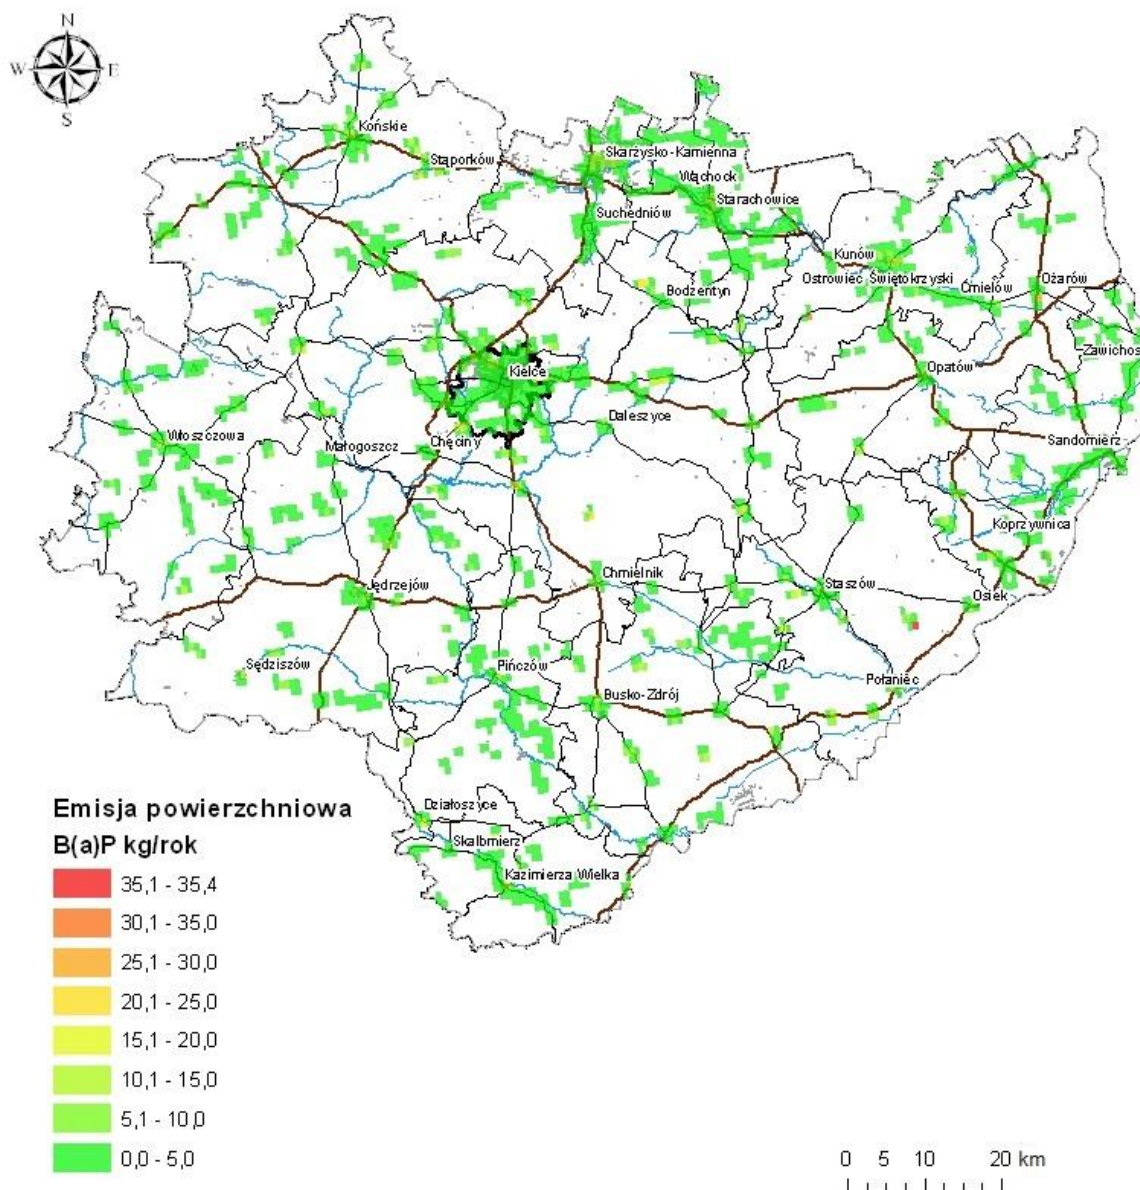 N
W E
S
Końskie
Stąporków
Skarżysko-Kamienna
Wąchock
Starachowice
Suchedniów
Kunów
Ostrowiec Świętokrzyski
Ćmielów
Ożarów
Bodzentyn
Zawichos
Kielce
Opatów
Daleszyce
Włoszczowa
Małogoszcz
Chęciny
Sandomierz
Koprzywnica
Chmielnik
Staszów
Jędrzejów
Osiek
Sędziszów
Pińczów
Połaniec
Busko-Zdrój
Działoszyce
Skalbmierz
Kazimierza Wielka
Emisja powierzchniowa
B(a)P kg/rok
35,1 - 35,4
30,1 - 35,0
25,1 - 30,0
20,1 - 25,0
15,1 - 20,0
10,1 - 15,0
5,1 - 10,0
0,0 - 5,0
0 5 10 20 km